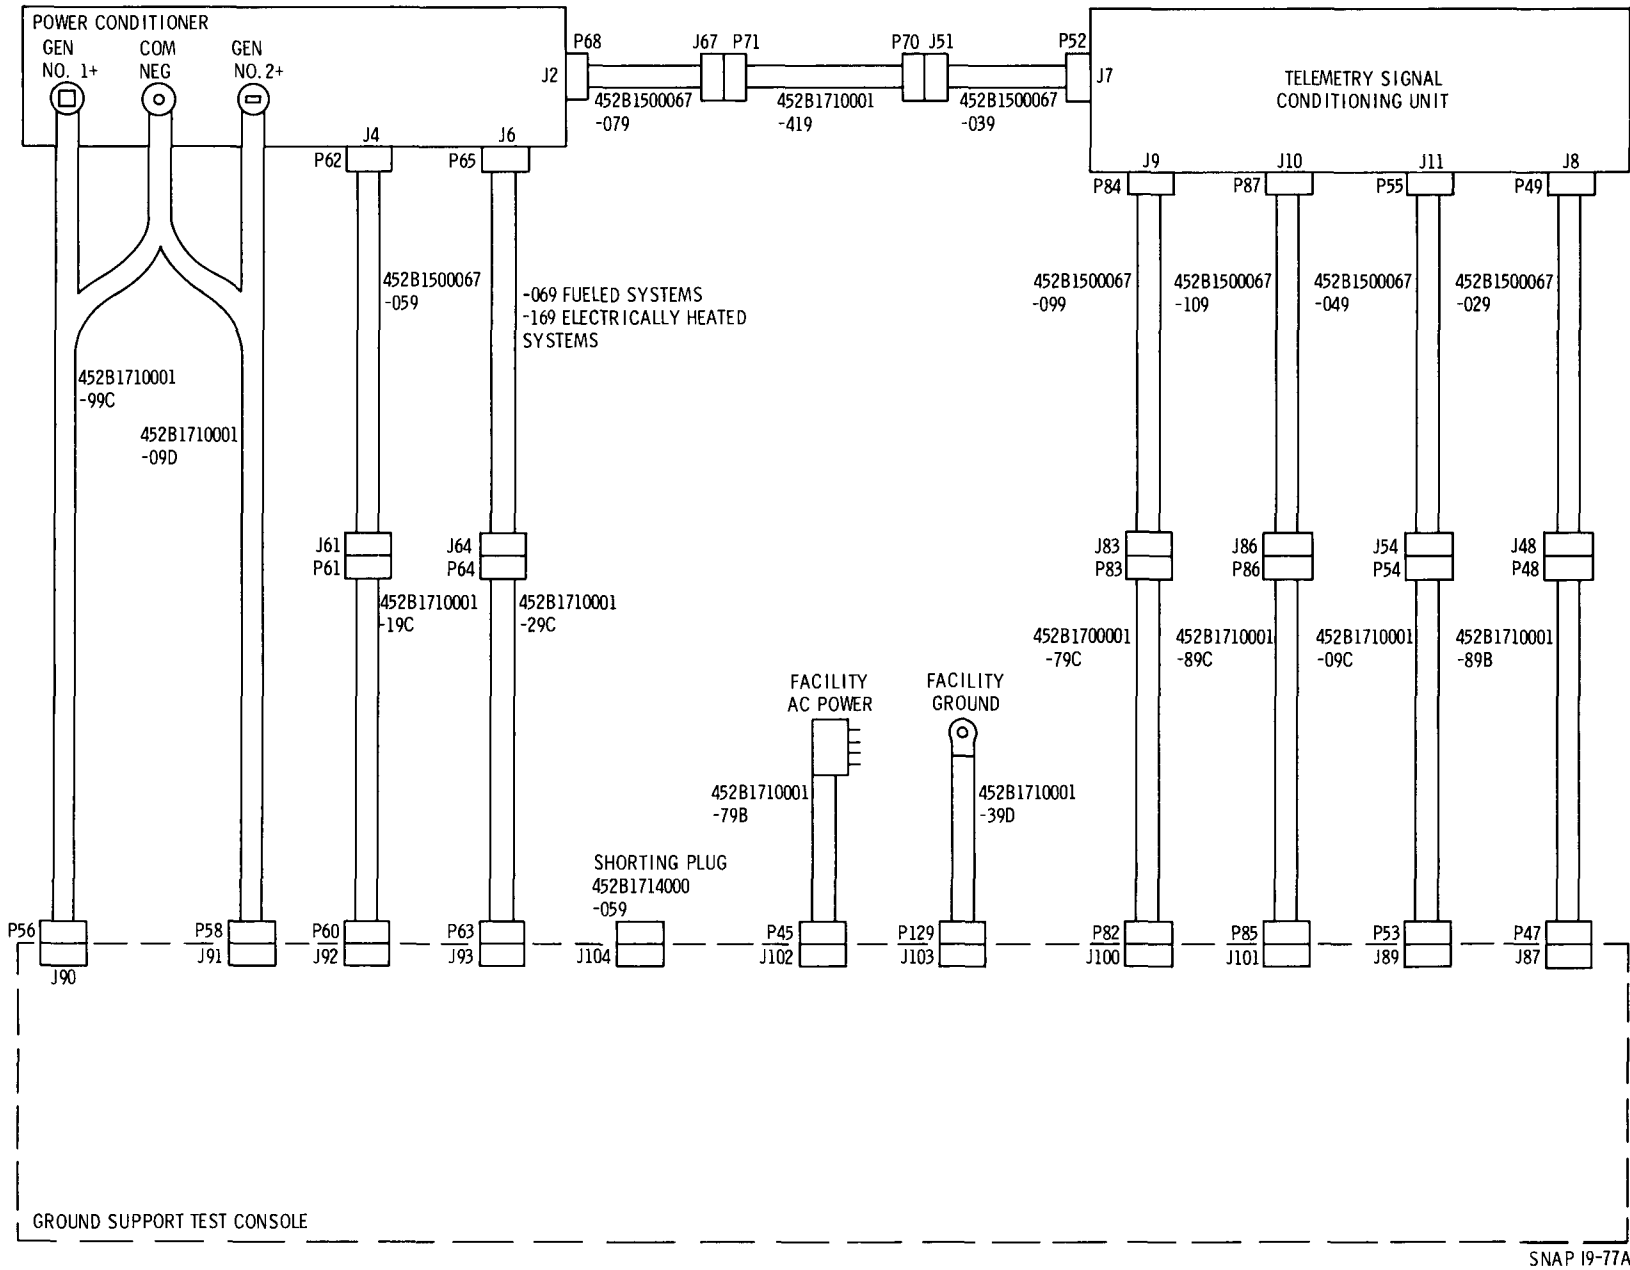 POWER CONDITIONER
GEN
NO. 1+
COM
NEG
GEN
NO. 2+
J4
J6
J2
P62
P65
P68
J67
P71
P70
J51
P52
J7
452B1500067
-079
452B1710001
-419
452B1500067
-039
TELEMETRY SIGNAL
CONDITIONING UNIT
J9
J10
J11
J8
P84
P87
P55
P49
452B1500067
-059
-069 FUELED SYSTEMS
-169 ELECTRICALLY HEATED
SYSTEMS
452B1500067
-099
452B1500067
-109
452B1500067
-049
452B1500067
-029
452B1710001
-99C
452B1710001
-09D
J61
P61
J64
P64
J83
P83
J86
P86
J54
P54
J48
P48
452B1710001
-19C
452B1710001
-29C
452B1700001
-79C
452B1710001
-89C
452B1710001
-09C
452B1710001
-89B
FACILITY
AC POWER
FACILITY
GROUND
452B1710001
-79B
452B1710001
-39D
SHORTING PLUG
452B1714000
-059
P56
J90
P58
J91
P60
J92
P63
J93
J104
P45
J102
P129
J103
P82
J100
P85
J101
P53
J89
P47
J87
GROUND SUPPORT TEST CONSOLE
SNAP 19-77A